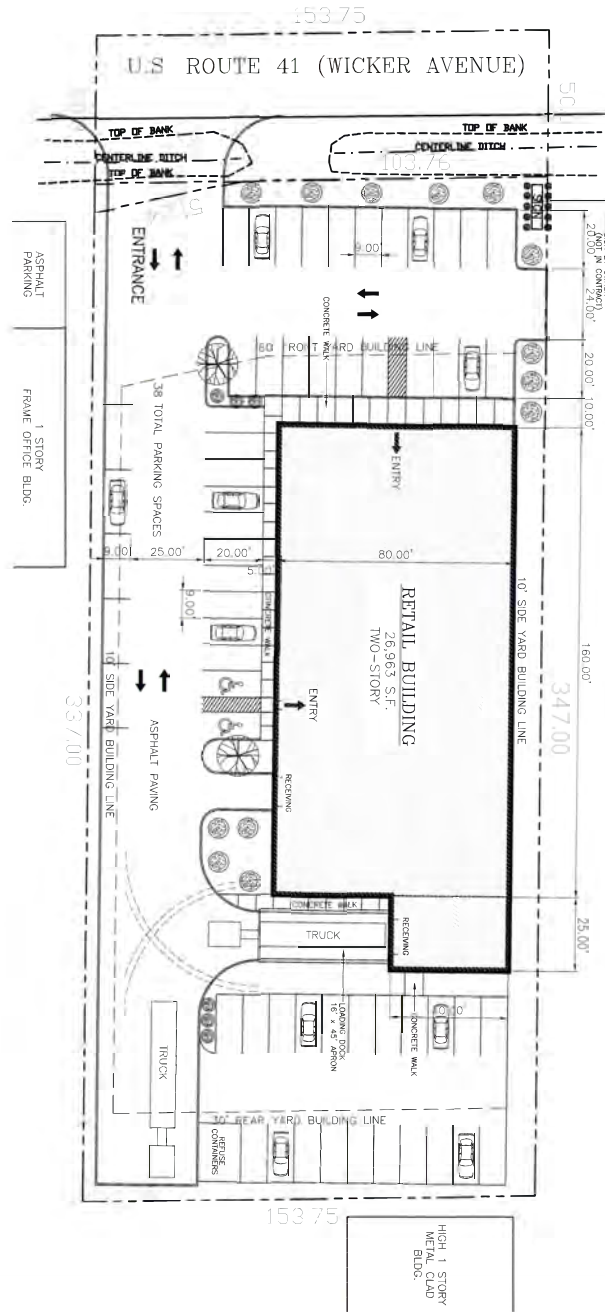 153.75
U.S ROUTE 41 (WICKER AVENUE)
TOP OF BANK
CENTERLINE DITCH
TOP OF BANK
TOP OF BANK
CENTERLINE DITCH
103.76
SIGN
(NOT IN CONTRACT)
20.00'
24.00'
20.00'
10.00'
ENTRANCE
9.00'
CONCRETE WALK
ASPHALT
PARKING
1 STORY
FRAME OFFICE BLDG.
38 TOTAL PARKING SPACES
ENTRY
9.00'
25.00'
20.00'
5.00'
80.00'
9.00'
CONCRETE WALK
RETAIL BUILDING
26,963 S.F.
TWO-STORY
10' SIDE YARD BUILDING LINE
160.00'
347.00
337.00
10' SIDE YARD BUILDING LINE
ENTRY
ASPHALT PAVING
RECEIVING
CONCRETE WALK
TRUCK
RECEIVING
25.00'
LOADING DOCK
16' x 45' APRON
CONCRETE WALK
TRUCK
30' REAR YARD BUILDING LINE
REFUSE
CONTAINERS
153.75
HIGH 1 STORY
METAL CLAD
BLDG.